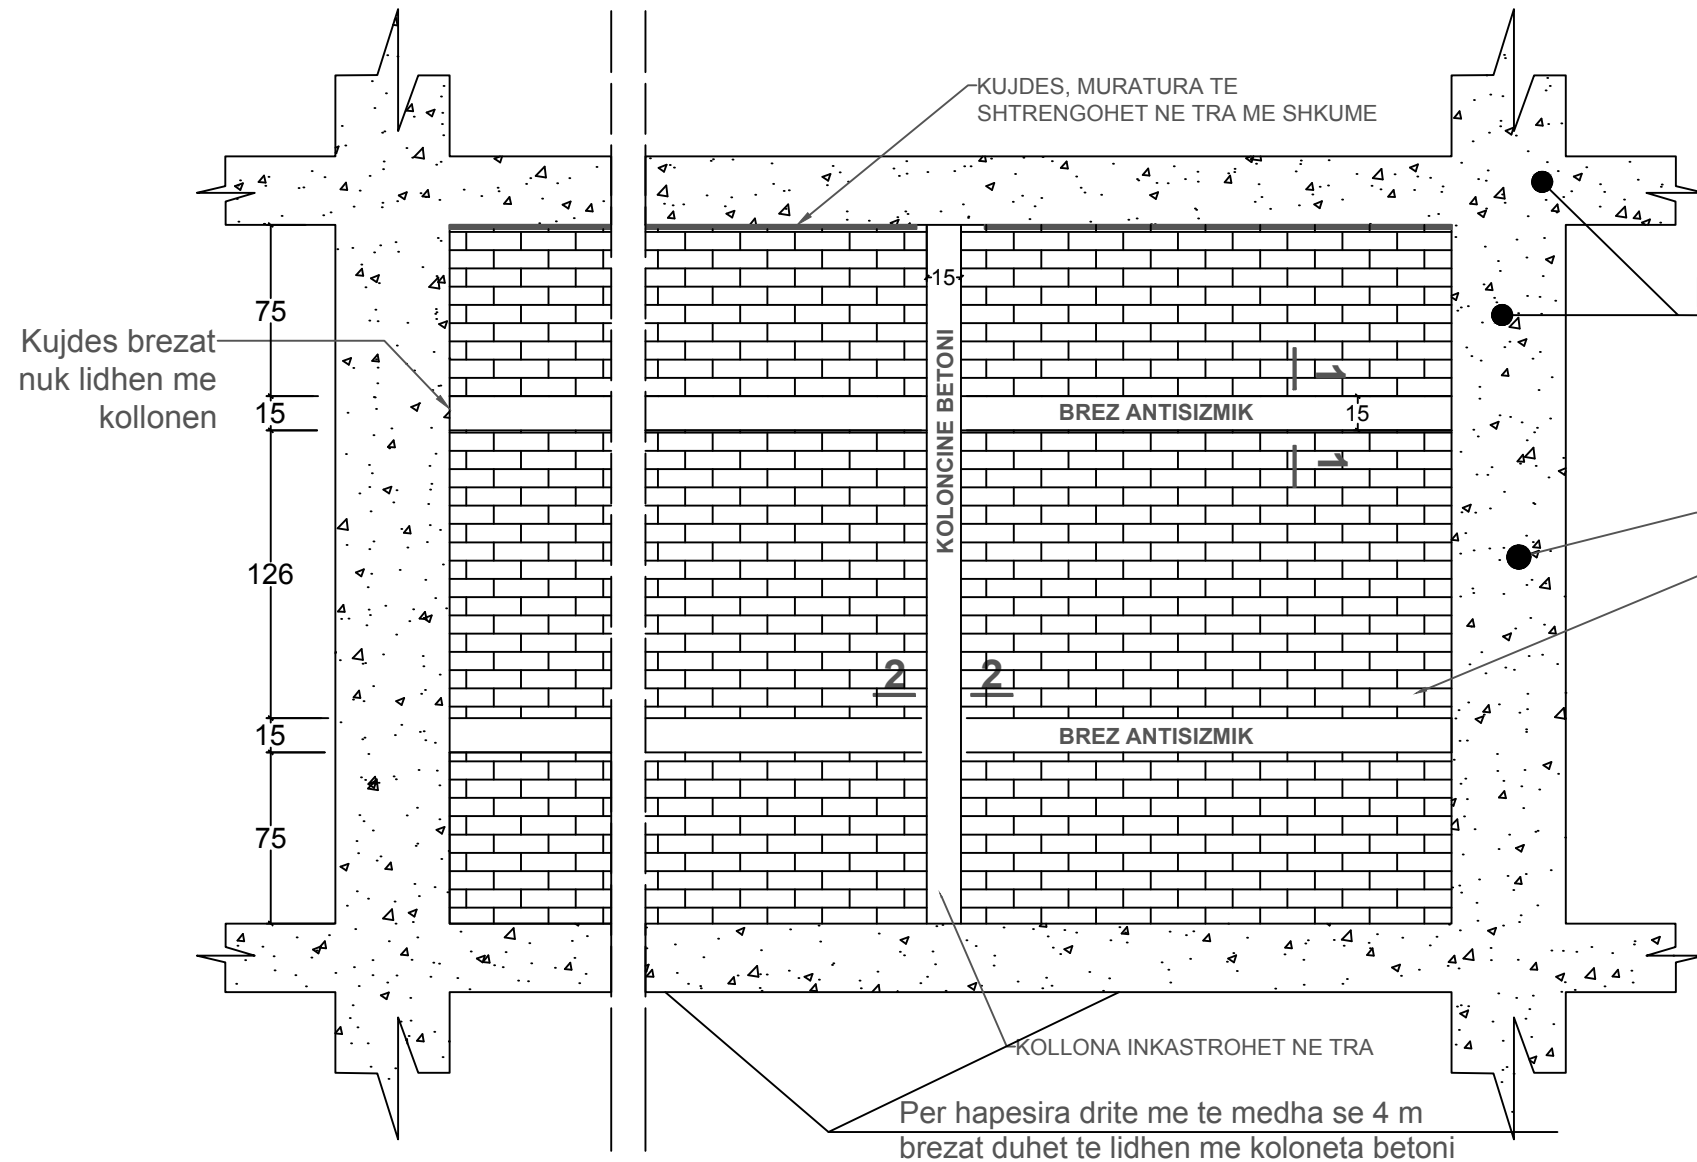 KUJDES, MURATURA TE
SHTRENGOHET NE TRA ME SHKUME
75
15
126
15
75
Kujdes brezat
nuk lidhen me
kollonen
15
KOLONCINE BETONI
1
BREZ ANTISIZMIK
15
1
2
2
BREZ ANTISIZMIK
KOLLONA INKASTROHET NE TRA
Per hapesira drite me te medha se 4 m
brezat duhet te lidhen me koloneta betoni